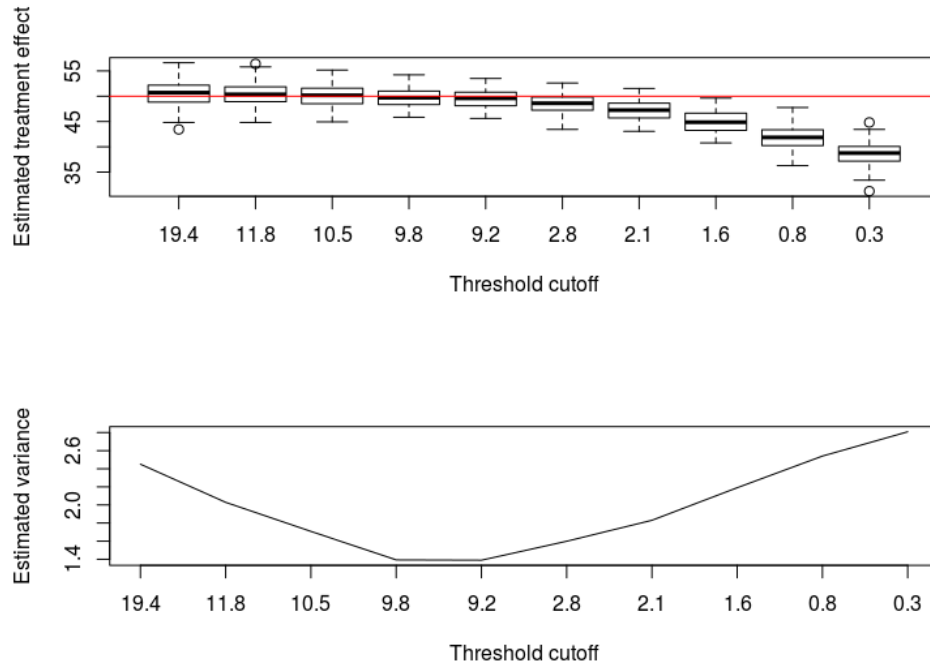 Estimated treatment effect
55
45
35
19.4 11.8 10.5 9.8 9.2 2.8 2.1 1.6 0.8 0.3
Threshold cutoff
Estimated variance
2.6
2.0
1.4
19.4 11.8 10.5 9.8 9.2 2.8 2.1 1.6 0.8 0.3
Threshold cutoff